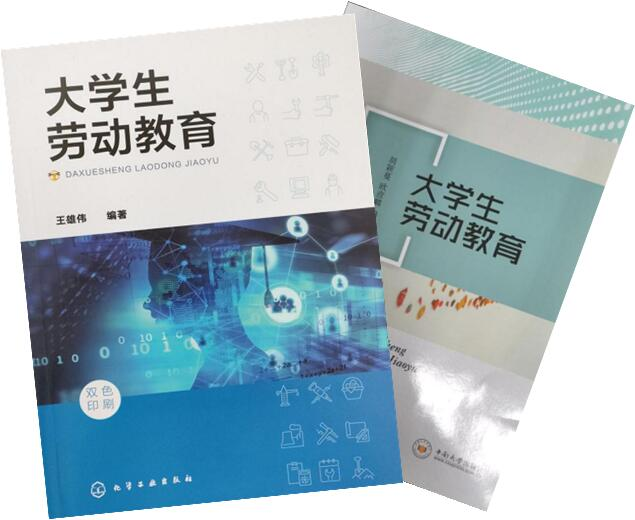 大学生
劳动教育
DAXUESHENG LAODONG JIAOYU
王雄伟 编著
双色
印刷
化学工业出版社
大学生
劳动教育